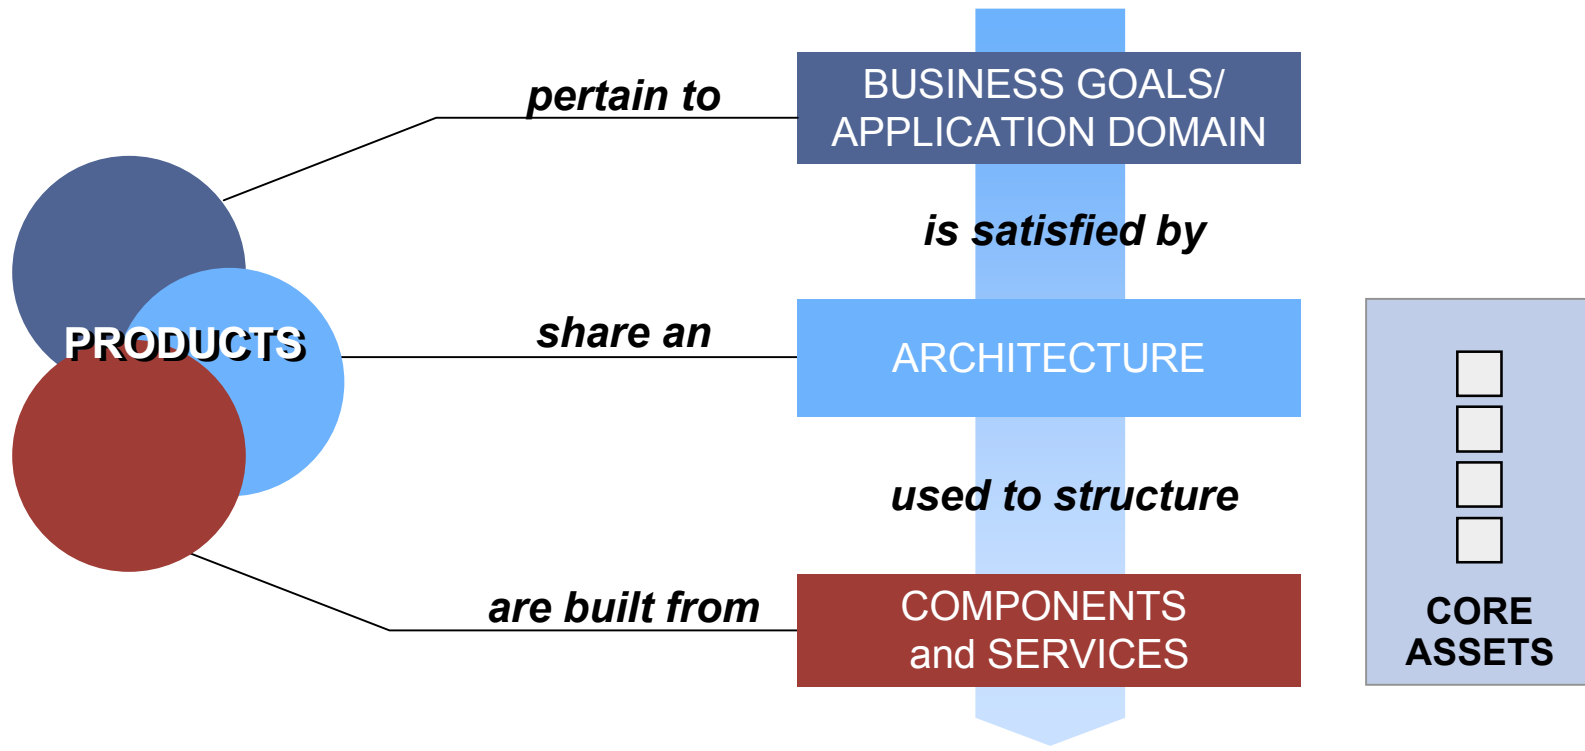 pertain to
BUSINESS GOALS/
APPLICATION DOMAIN
is satisfied by
PRODUCTS
share an
ARCHITECTURE
used to structure
are built from
COMPONENTS
and SERVICES
CORE
ASSETS